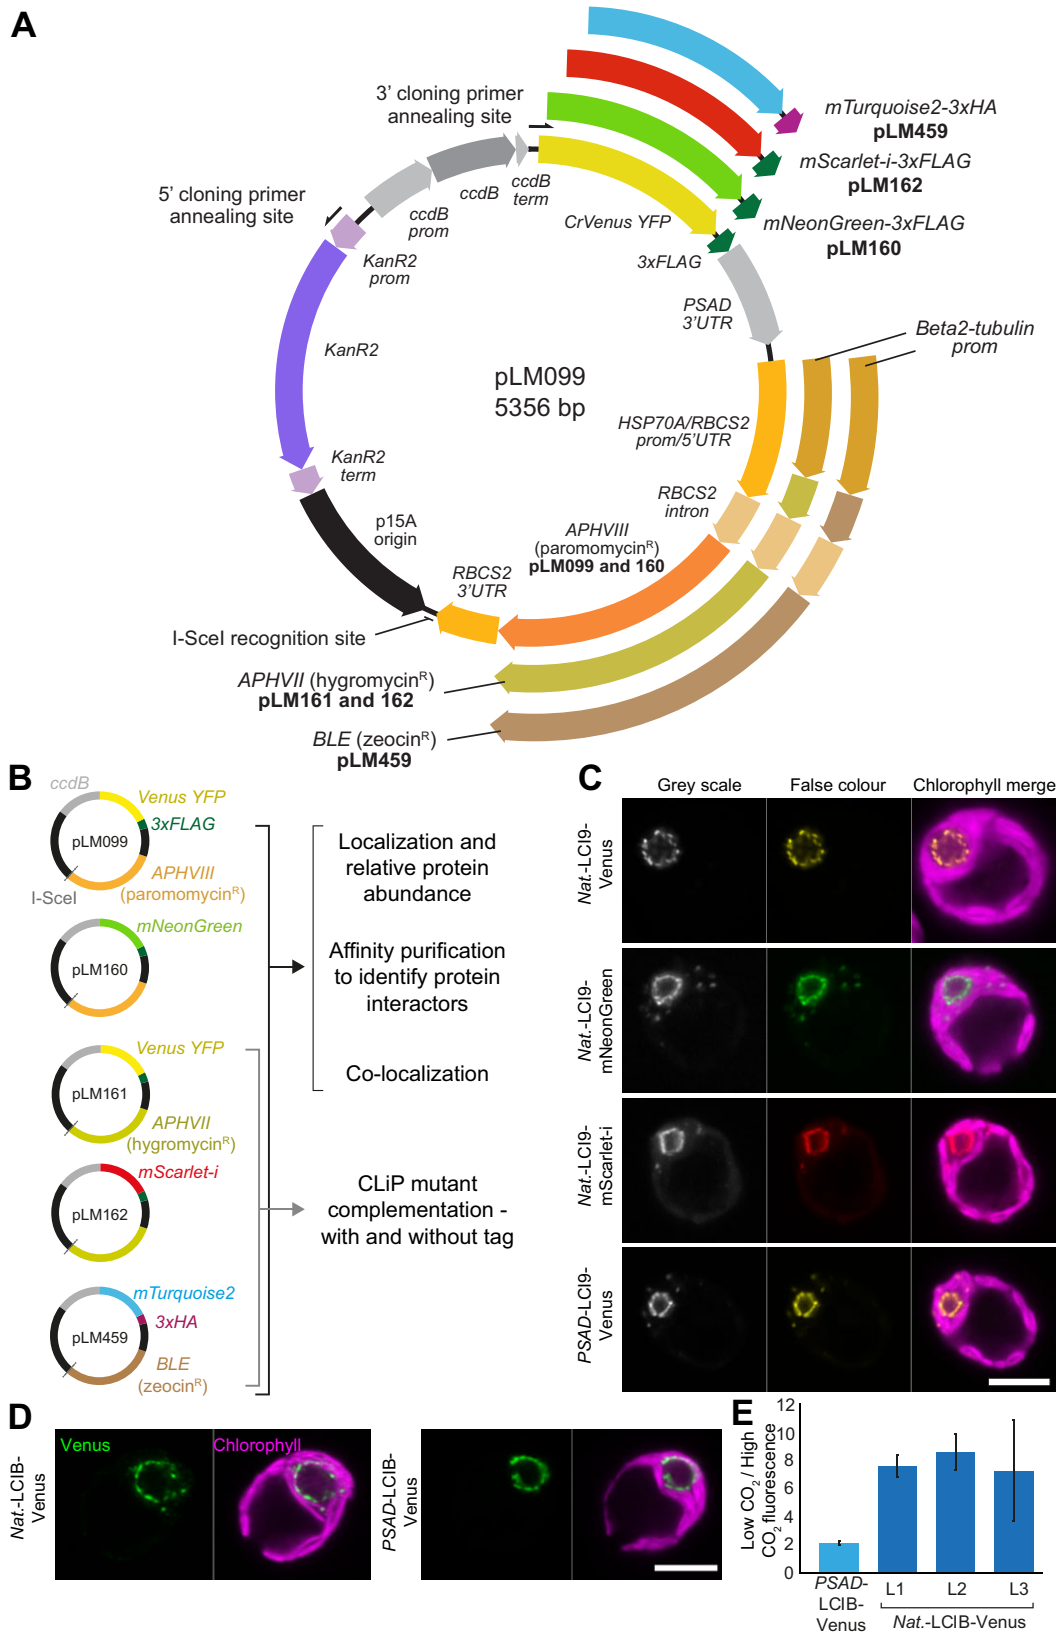 A
3' cloning primer
annealing site
5' cloning primer
annealing site
ccdB
prom
ccdB
ccdB
term
CrVenus YFP
3xFLAG
mTurquoise2-3xHA
pLM459
mScarlet-i-3xFLAG
pLM162
mNeonGreen-3xFLAG
pLM160
KanR2
prom
KanR2
KanR2
term
p15A
origin
PSAD
3'UTR
Beta2-tubulin
prom
pLM099
5356 bp
HSP70A/RBCS2
prom/5'UTR
RBCS2
intron
APHVIII
(paromomycinR)
pLM099 and 160
RBCS2
3'UTR
I-SceI recognition site
APHVII (hygromycinR)
pLM161 and 162
BLE (zeocinR)
pLM459
B
ccdB
Venus YFP
3xFLAG
pLM099
APHVIII
(paromomycinR)
I-SceI
mNeonGreen
pLM160
Venus YFP
pLM161
APHVII
(hygromycinR)
mScarlet-i
pLM162
mTurquoise2
3xHA
pLM459
BLE
(zeocinR)
Localization and
relative protein
abundance
Affinity purification
to identify protein
interactors
Co-localization
CLiP mutant
complementation -
with and without tag
C
Grey scale
False colour
Chlorophyll merge
Nat.-LCI9-
Venus
Nat.-LCI9-
mNeonGreen
Nat.-LCI9-
mScarlet-i
PSAD-LCI9-
Venus
D
Nat.-LCIB-
Venus
Venus
Chlorophyll
PSAD-LCIB-
Venus
E
Low CO2 / High
CO2 fluorescence
12
10
8
6
4
2
0
PSAD-
LCIB-
Venus
L1
L2
L3
Nat.-LCIB-Venus